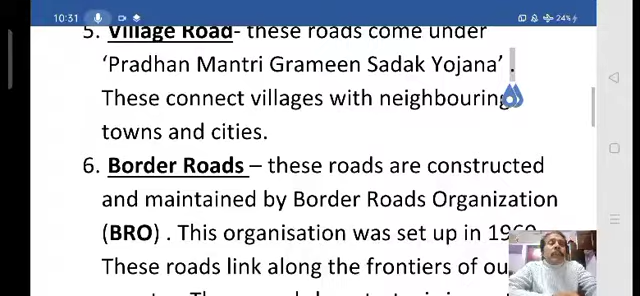 10:31
24%
5. Village Road- these roads come under
‘Pradhan Mantri Grameen Sadak Yojana’ .
These connect villages with neighbouring
towns and cities.
6. Border Roads – these roads are constructed
and maintained by Border Roads Organization
(BRO) . This organisation was set up in
These roads link along the frontiers of